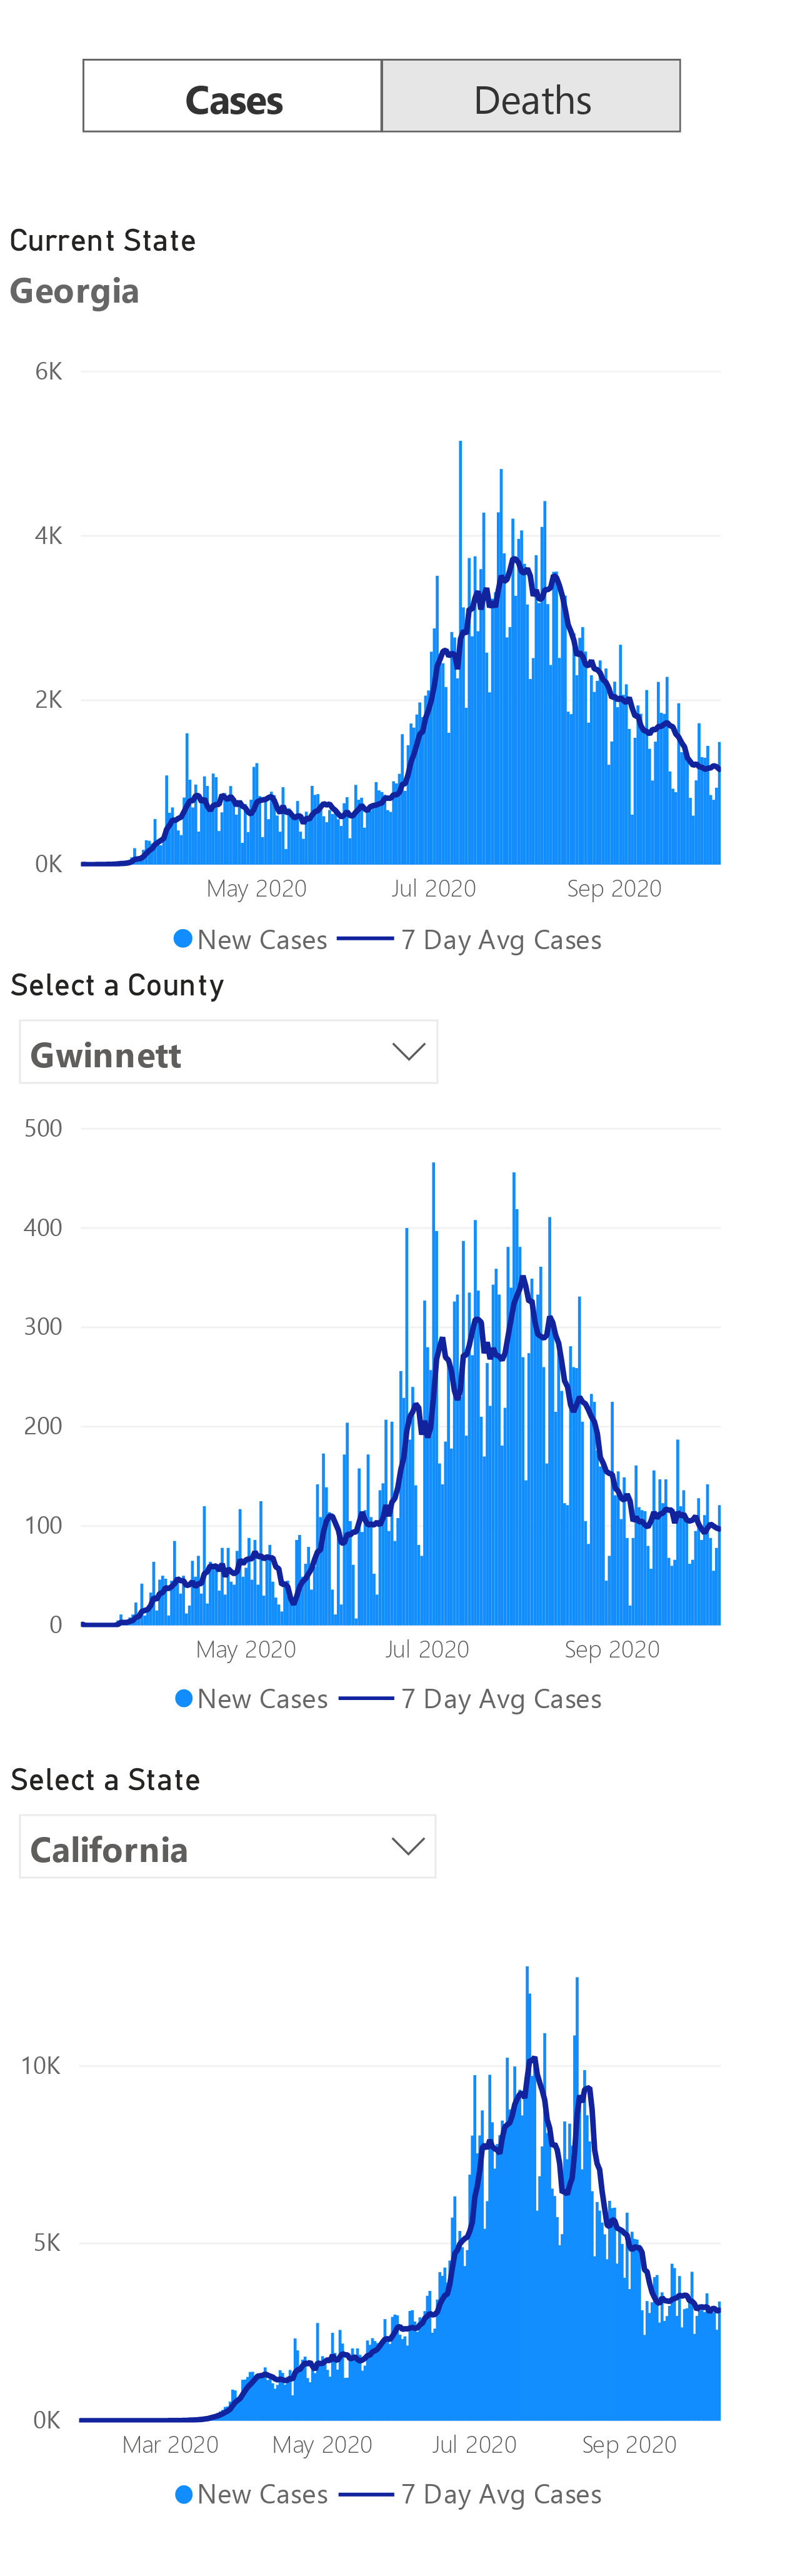 Cases Deaths
Current State
Georgia
6K
4K
2K
0K
May 2020 Jul 2020 Sep 2020
New Cases 7 Day Avg Cases
Select a County
Gwinnett
500
400
300
200
100
0
May 2020 Jul 2020 Sep 2020
New Cases 7 Day Avg Cases
Select a State
California
10K
5K
0K
Mar 2020 May 2020 Jul 2020 Sep 2020
New Cases 7 Day Avg Cases